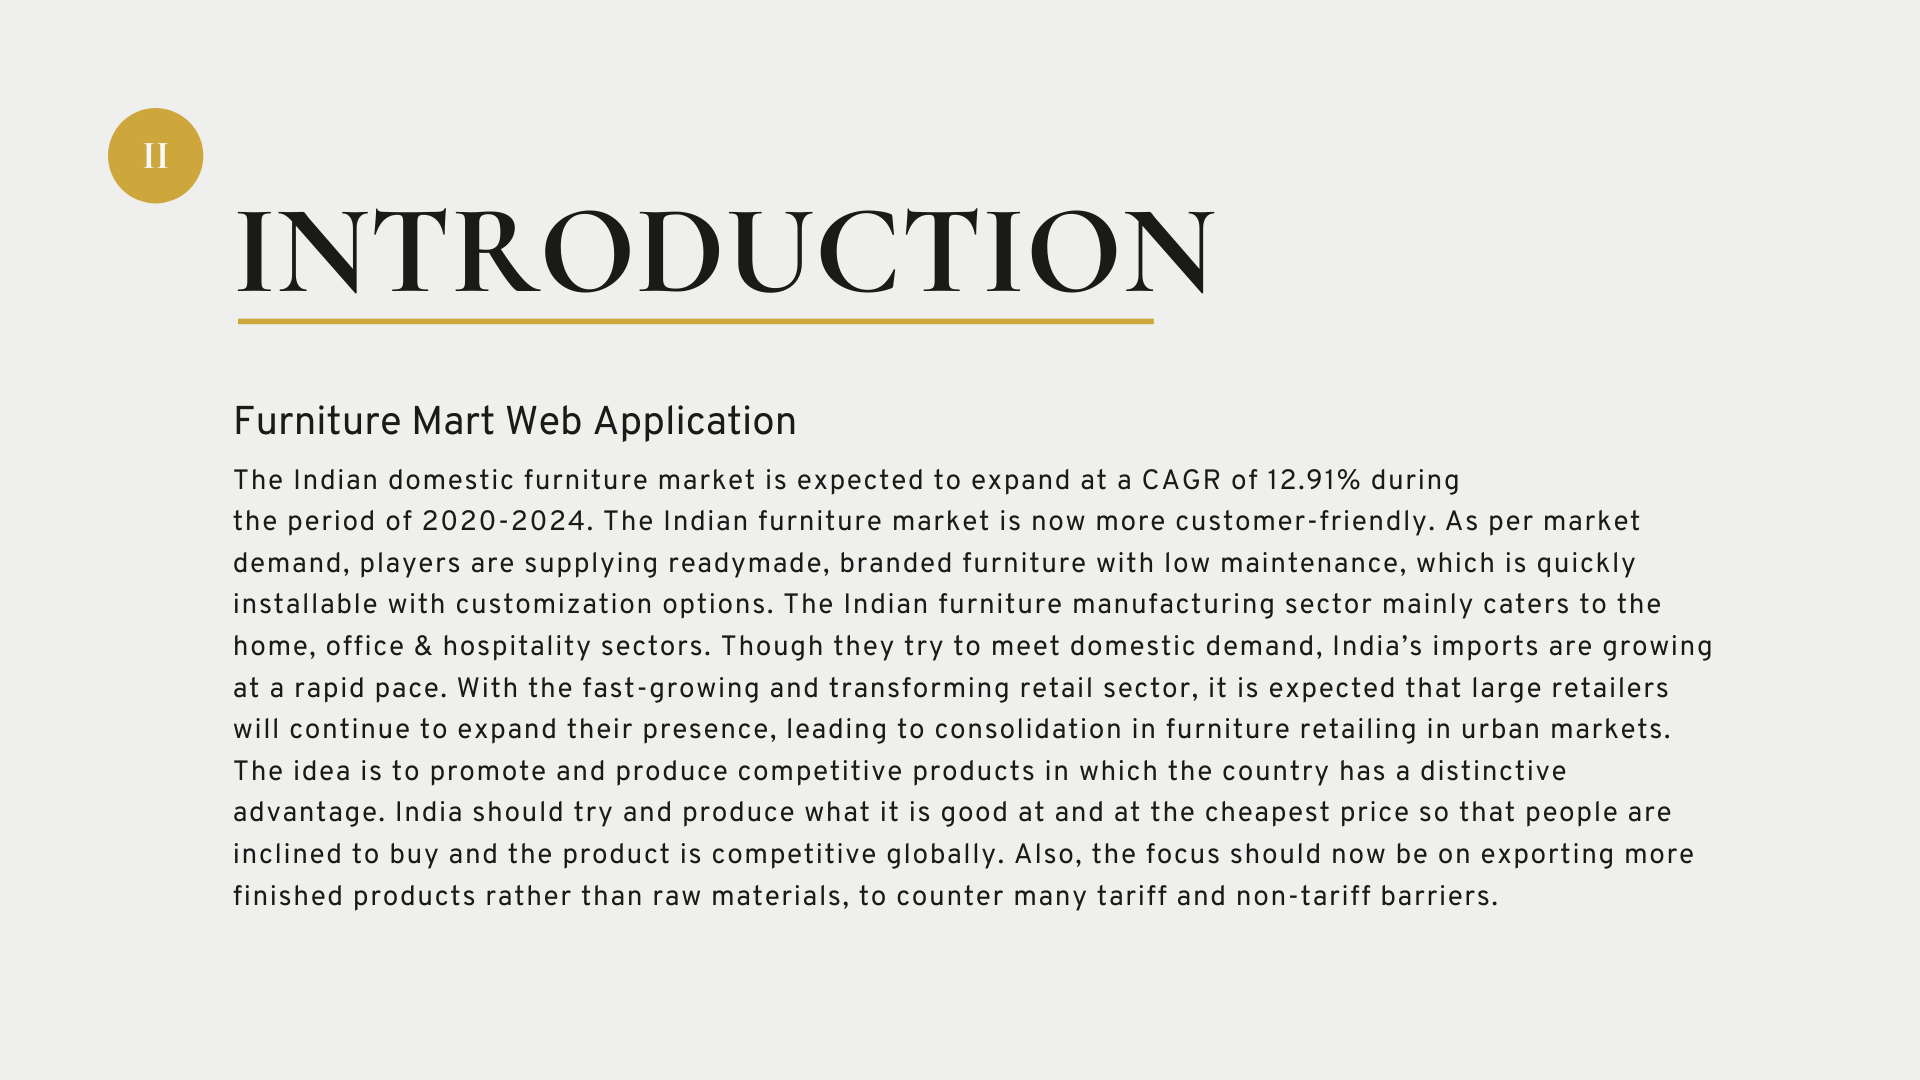 II
INTRODUCTION
Furniture Mart Web Application
The Indian domestic furniture market is expected to expand at a CAGR of 12.91% during
the period of 2020-2024. The Indian furniture market is now more customer-friendly. As per market
demand, players are supplying readymade, branded furniture with low maintenance, which is quickly
installable with customization options. The Indian furniture manufacturing sector mainly caters to the
home, office & hospitality sectors. Though they try to meet domestic demand, India’s imports are growing
at a rapid pace. With the fast-growing and transforming retail sector, it is expected that large retailers
will continue to expand their presence, leading to consolidation in furniture retailing in urban markets.
The idea is to promote and produce competitive products in which the country has a distinctive
advantage. India should try and produce what it is good at and at the cheapest price so that people are
inclined to buy and the product is competitive globally. Also, the focus should now be on exporting more
finished products rather than raw materials, to counter many tariff and non-tariff barriers.